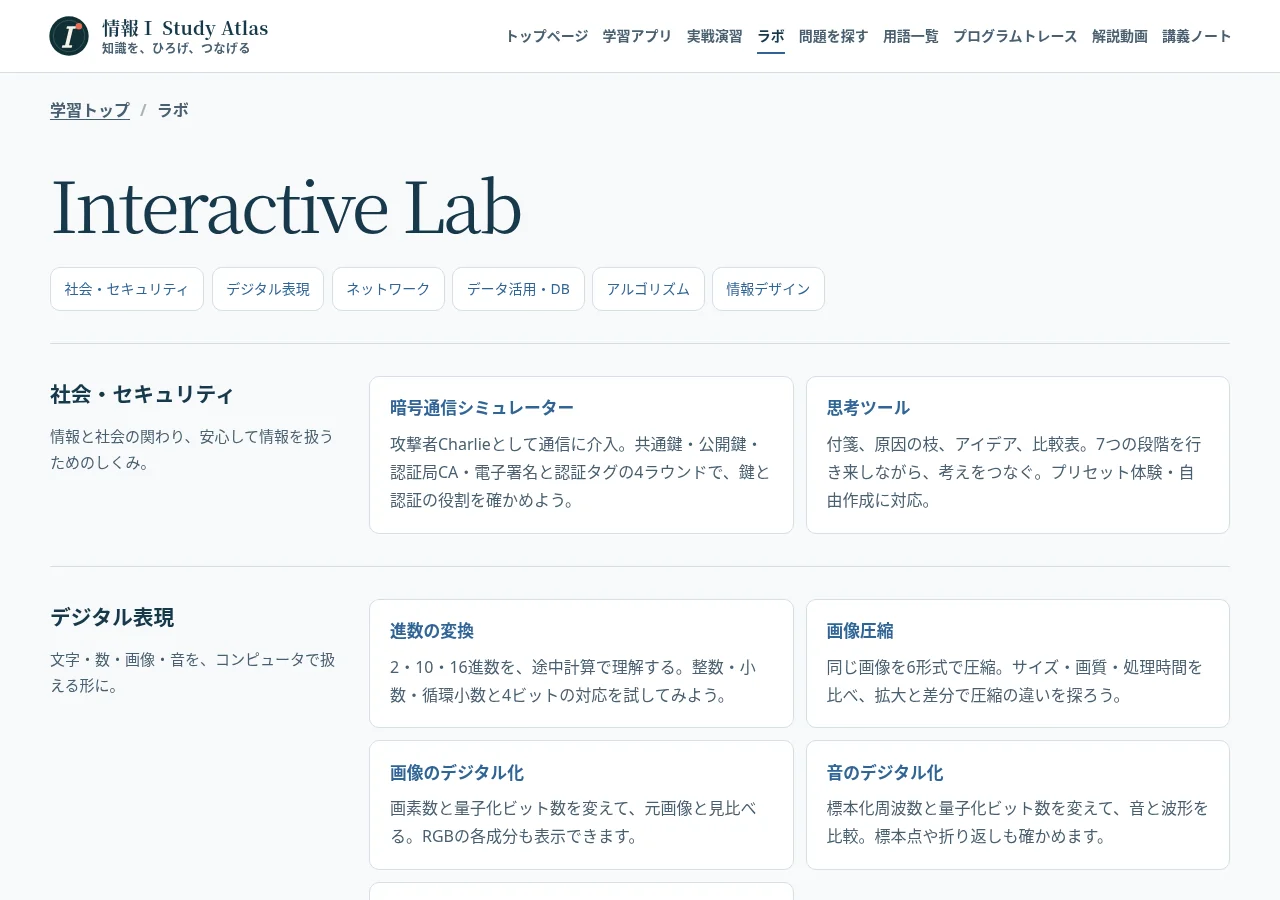 情報Ⅰ Study Atlas
知識を、ひろげ、つなげる
トップページ 学習アプリ 実戦演習 ラボ 問題を探す 用語一覧 プログラムトレース 解説動画 講義ノート
学習トップ / ラボ
Interactive Lab
社会・セキュリティ デジタル表現 ネットワーク データ活用・DB アルゴリズム 情報デザイン
社会・セキュリティ
情報と社会の関わり、安心して情報を扱う
ためのしくみ。
暗号通信シミュレーター
攻撃者Charlieとして通信に介入。共通鍵・公開鍵・
認証局CA・電子署名と認証タグの4ラウンドで、鍵と
認証の役割を確かめよう。
思考ツール
付箋、原因の枝、アイデア、比較表。7つの段階を行
き来しながら、考えをつなぐ。プリセット体験・自
由作成に対応。
デジタル表現
文字・数・画像・音を、コンピュータで扱
える形に。
進数の変換
2・10・16進数を、途中計算で理解する。整数・小
数・循環小数と4ビットの対応を試してみよう。
画像圧縮
同じ画像を6形式で圧縮。サイズ・画質・処理時間を
比べ、拡大と差分で圧縮の違いを探ろう。
画像のデジタル化
画素数と量子化ビット数を変えて、元画像と見比べ
る。RGBの各成分も表示できます。
音のデジタル化
標本化周波数と量子化ビット数を変えて、音と波形を
比較。標本点や折り返しも確かめます。